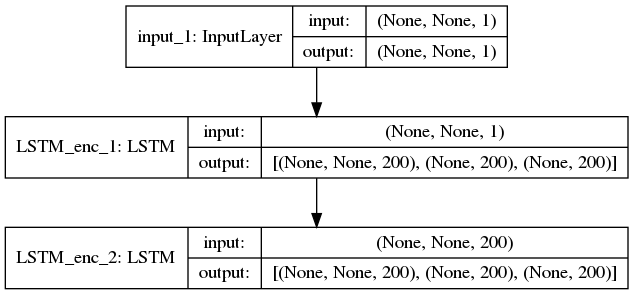 input_1: InputLayer
input:
(None, None, 1)
output:
(None, None, 1)
LSTM_enc_1: LSTM
input:
(None, None, 1)
output:
[(None, None, 200), (None, 200), (None, 200)]
LSTM_enc_2: LSTM
input:
(None, None, 200)
output:
[(None, None, 200), (None, 200), (None, 200)]